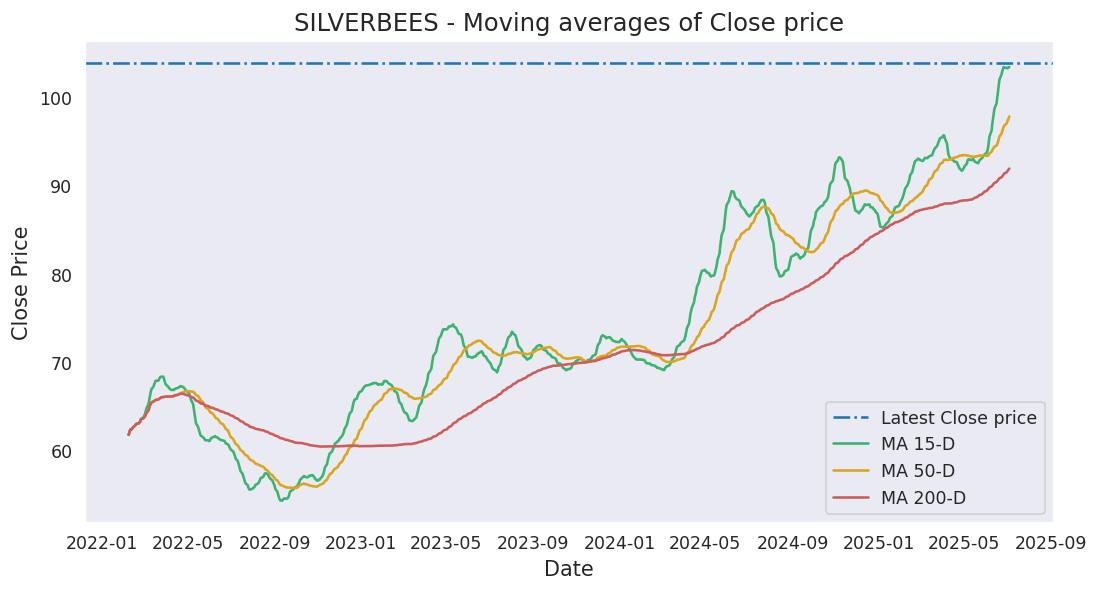 SILVERBEES - Moving averages of Close price
Close Price
100
90
80
70
60
Latest Close price
MA 15-D
MA 50-D
MA 200-D
2022-01 2022-05 2022-09 2023-01 2023-05 2023-09 2024-01 2024-05 2024-09 2025-01 2025-05 2025-09
Date